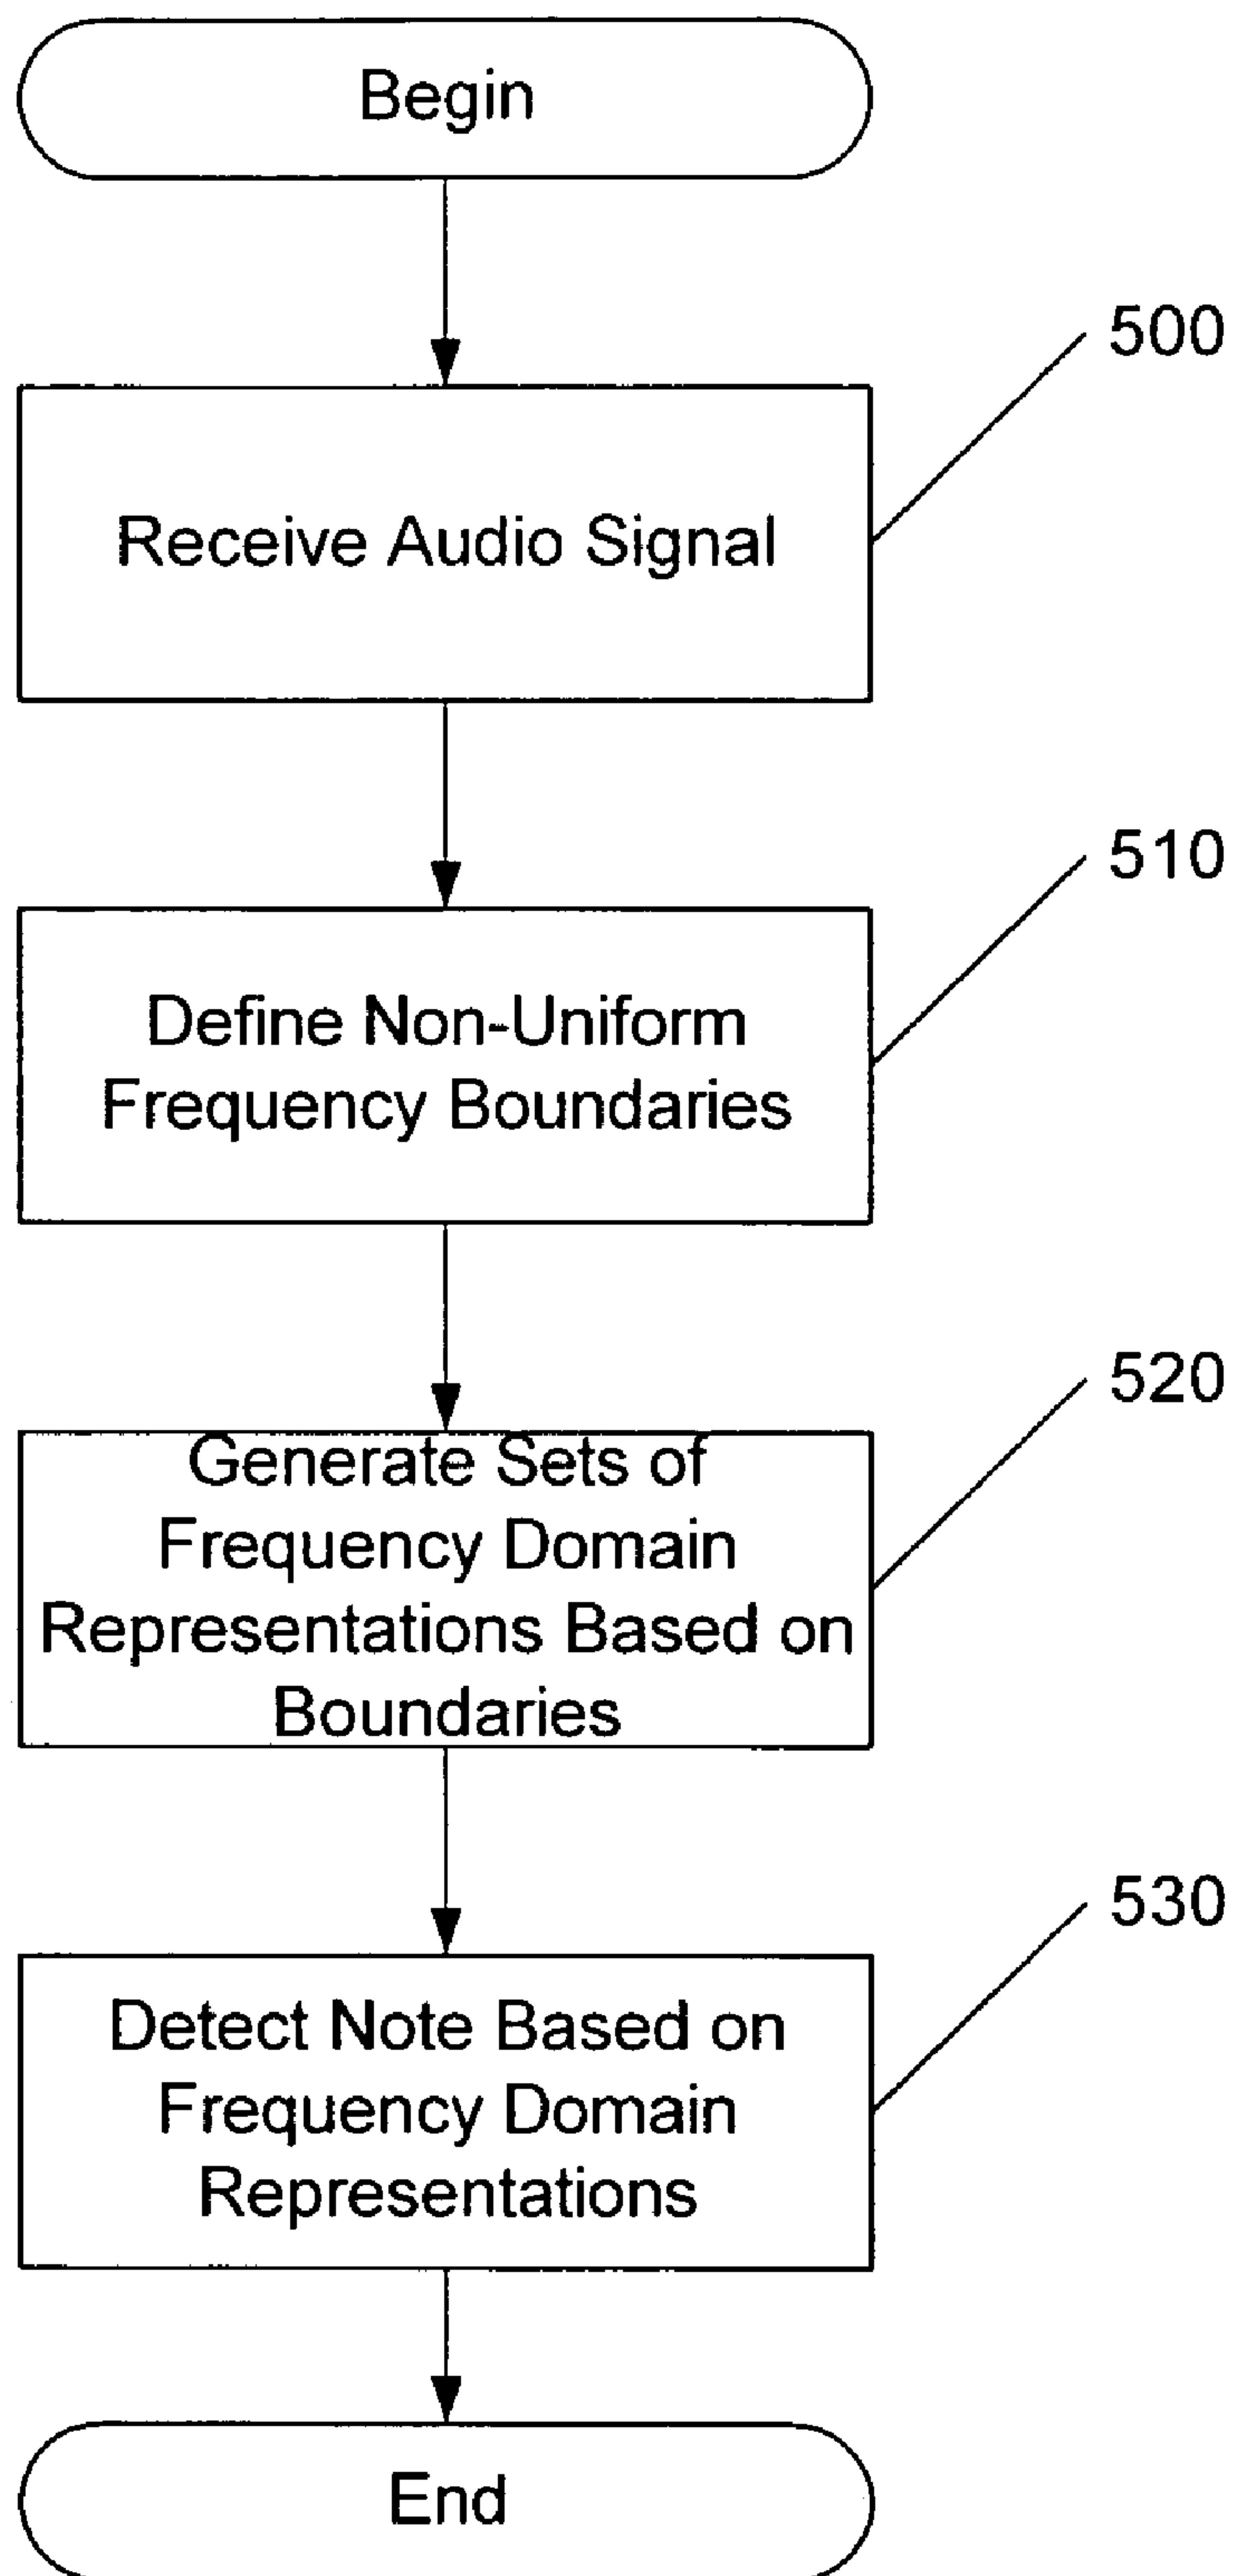 Begin
500
Receive Audio Signal
510
Define Non-Uniform
Frequency Boundaries
520
Generate Sets of
Frequency Domain
Representations Based on
Boundaries
530
Detect Note Based on
Frequency Domain
Representations
End